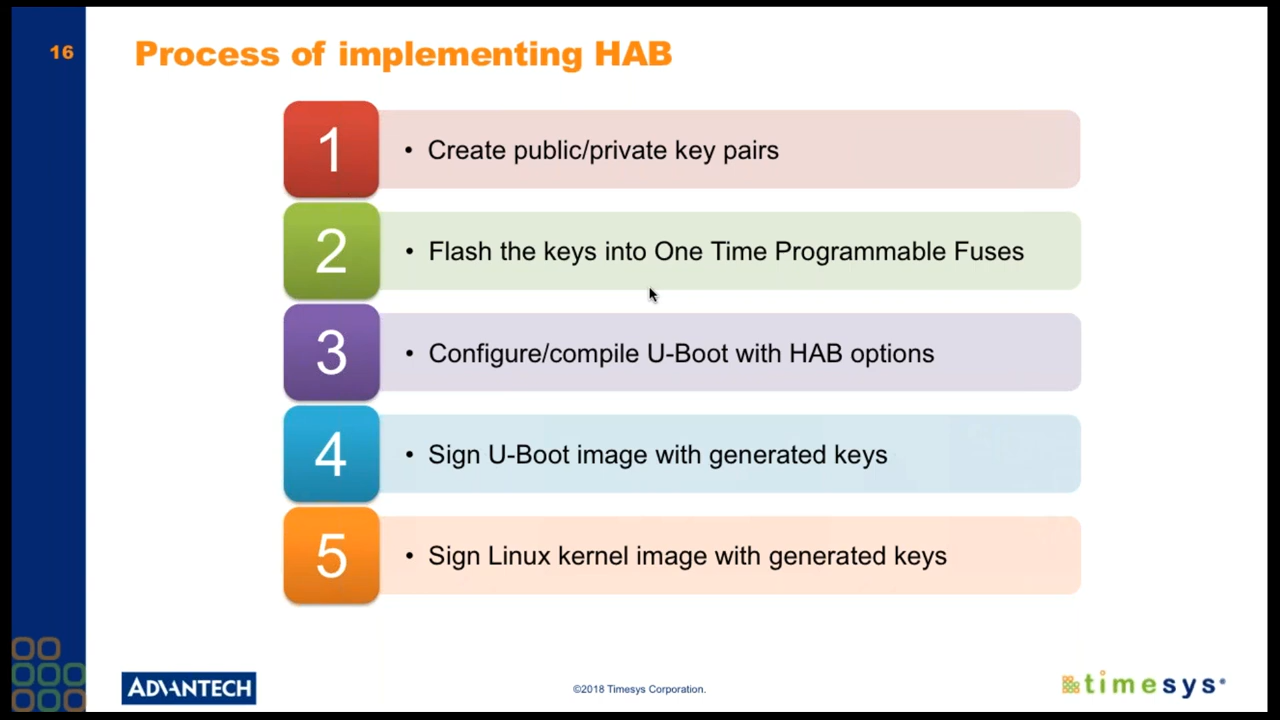 16
Process of implementing HAB
1
• Create public/private key pairs
2
• Flash the keys into One Time Programmable Fuses
3
• Configure/compile U-Boot with HAB options
4
• Sign U-Boot image with generated keys
5
• Sign Linux kernel image with generated keys
ADVANTECH
©2018 Timesys Corporation.
timesys®